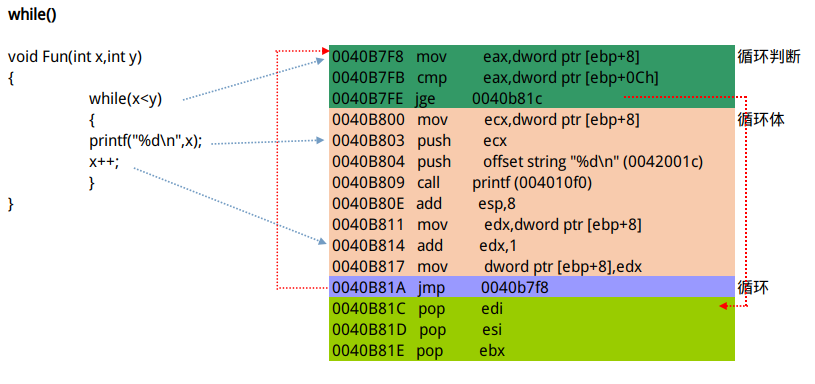 while()
void Fun(int x,int y)
{
while(x<y)
{
printf("%d\n",x);
x++;
}
}
0040B7F8 mov eax,dword ptr [ebp+8] 循环判断
0040B7FB cmp eax,dword ptr [ebp+0Ch]
0040B7FE jge 0040b81c
0040B800 mov ecx,dword ptr [ebp+8] 循环体
0040B803 push ecx
0040B804 push offset string "%d\n" (0042001c)
0040B809 call printf (004010f0)
0040B80E add esp,8
0040B811 mov edx,dword ptr [ebp+8]
0040B814 add edx,1
0040B817 mov dword ptr [ebp+8],edx
0040B81A jmp 0040b7f8 循环
0040B81C pop edi
0040B81D pop esi
0040B81E pop ebx